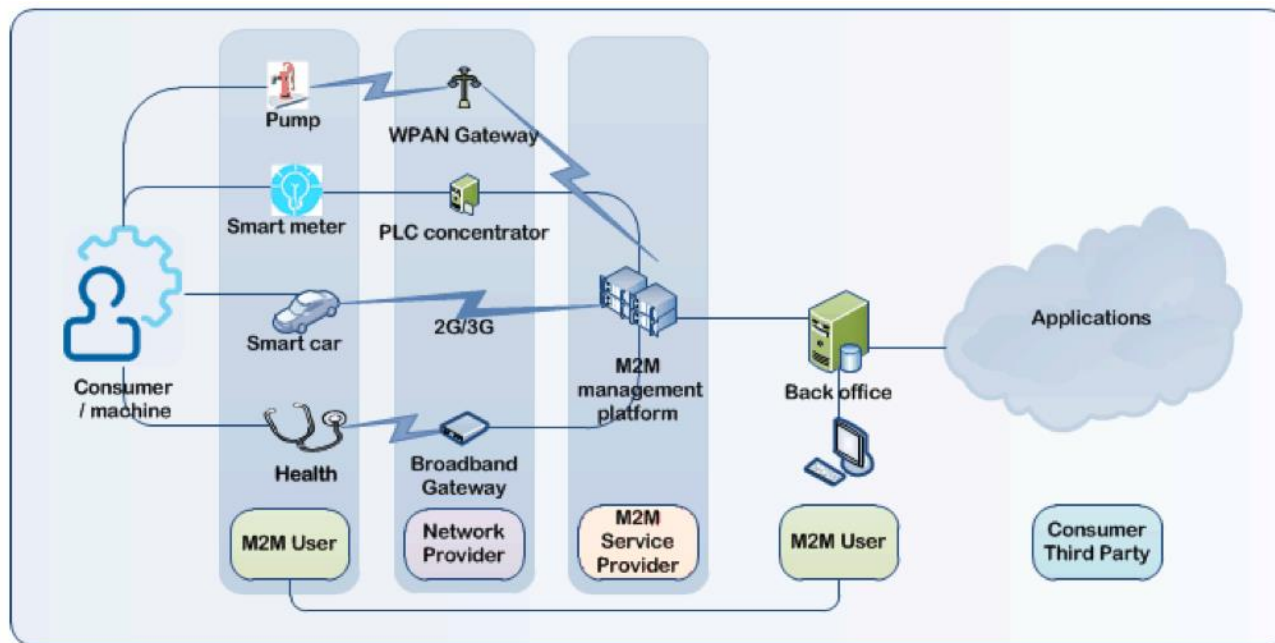 Pump
WPAN Gateway
Smart meter
PLC concentrator
Smart car
2G/3G
Applications
Consumer
/ machine
M2M
management
platform
Back office
Health
Broadband
Gateway
M2M User
Network
Provider
M2M
Service
Provider
M2M User
Consumer
Third Party